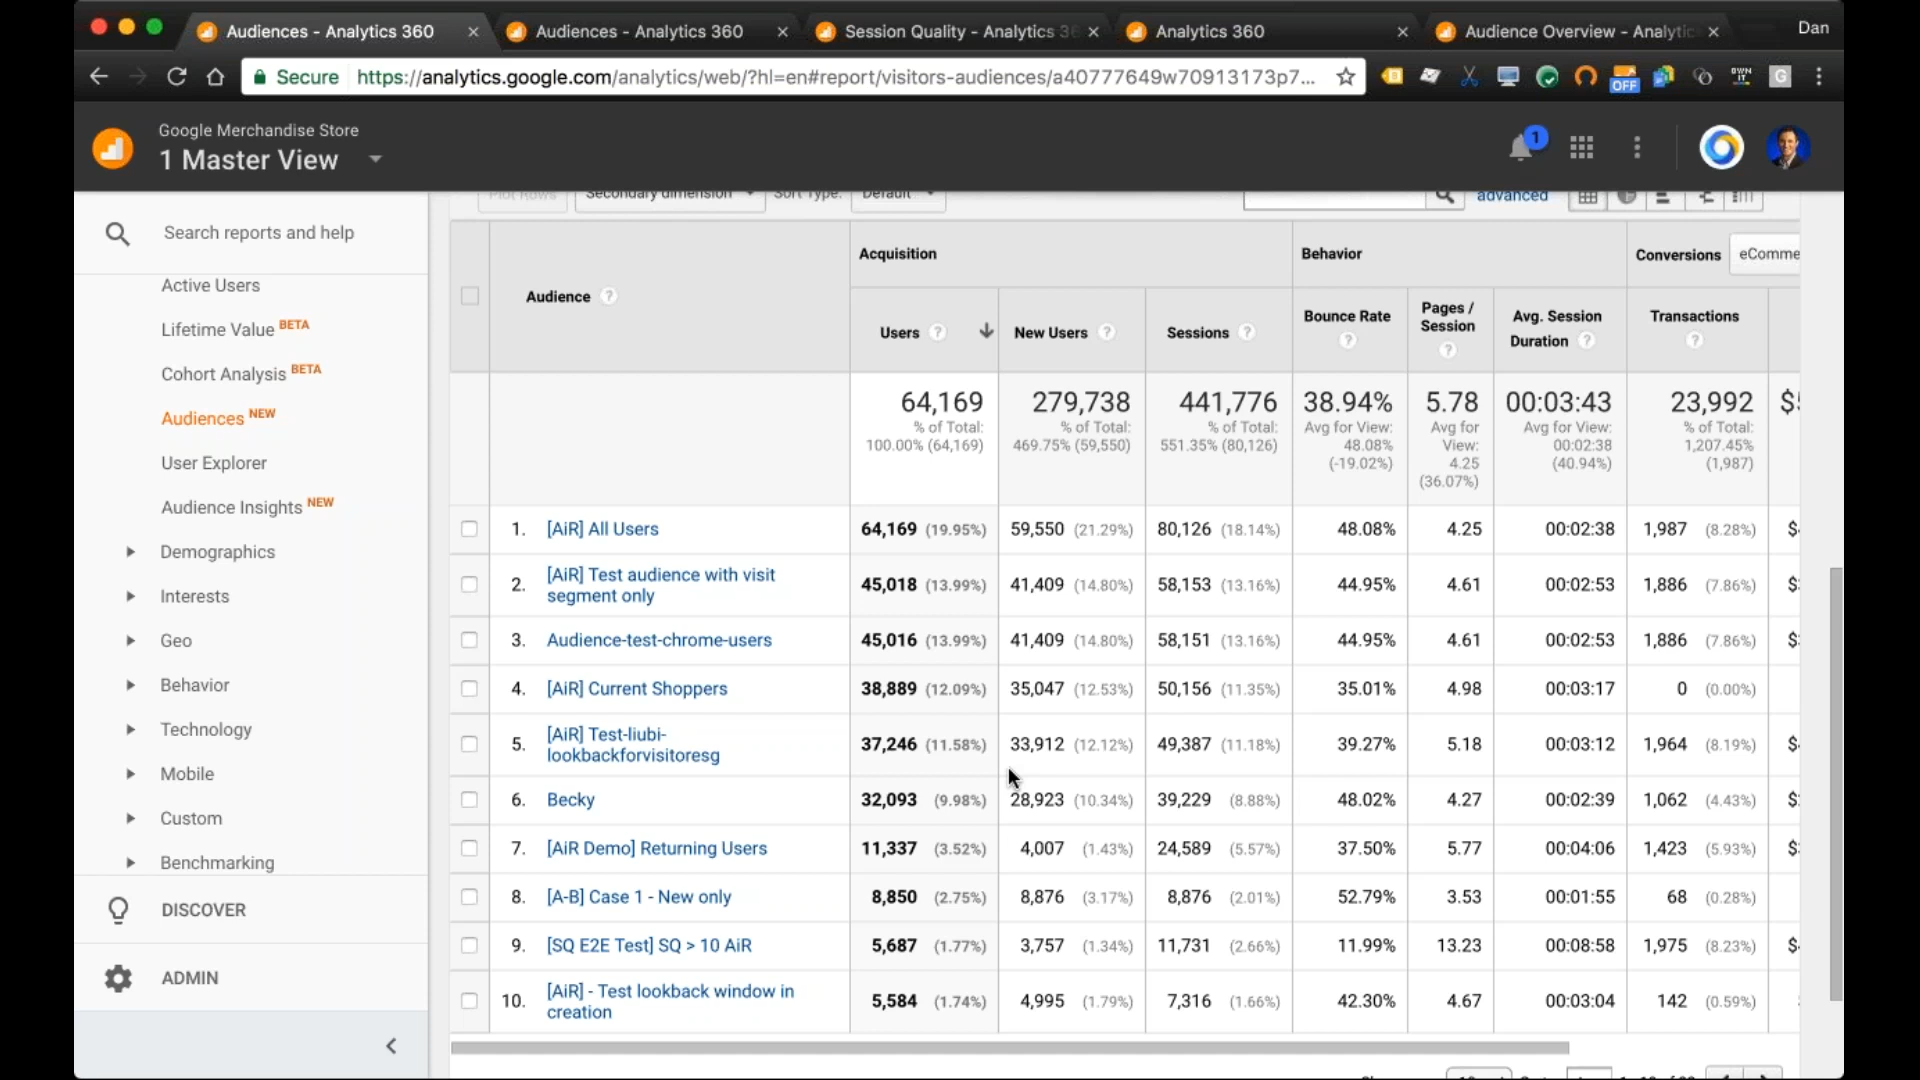 Audiences - Analytics 360
Audiences - Analytics 360
Session Quality - Analytics 36
Analytics 360
Audience Overview - Analytic
Dan
Secure https://analytics.google.com/analytics/web/?hl=en#report/visitors-audiences/a40777649w70913173p7...
OFF
OWN IT
G
Google Merchandise Store
1 Master View
1
Plot Rows Secondary dimension Sort Type: Default advanced
Search reports and help
Active Users
Lifetime Value BETA
Cohort Analysis BETA
Audiences NEW
User Explorer
Audience Insights NEW
Demographics
Interests
Geo
Behavior
Technology
Mobile
Custom
Benchmarking
DISCOVER
ADMIN
Audience ?
Acquisition
Behavior
Conversions eComme
Users ?
New Users ?
Sessions ?
Bounce Rate ?
Pages / Session ?
Avg. Session Duration ?
Transactions ?
64,169 279,738 441,776 38.94% 5.78 00:03:43 23,992
% of Total: 100.00% (64,169)
% of Total: 469.75% (59,550)
% of Total: 551.35% (80,126)
Avg for View: 48.08% (-19.02%)
Avg for View: 4.25 (36.07%)
Avg for View: 00:02:38 (40.94%)
% of Total: 1,207.45% (1,987)
1. [AiR] All Users 64,169 (19.95%) 59,550 (21.29%) 80,126 (18.14%) 48.08% 4.25 00:02:38 1,987 (8.28%)
2. [AiR] Test audience with visit segment only 45,018 (13.99%) 41,409 (14.80%) 58,153 (13.16%) 44.95% 4.61 00:02:53 1,886 (7.86%)
3. Audience-test-chrome-users 45,016 (13.99%) 41,409 (14.80%) 58,151 (13.16%) 44.95% 4.61 00:02:53 1,886 (7.86%)
4. [AiR] Current Shoppers 38,889 (12.09%) 35,047 (12.53%) 50,156 (11.35%) 35.01% 4.98 00:03:17 0 (0.00%)
5. [AiR] Test-liubi-lookbackforvisitoresg 37,246 (11.58%) 33,912 (12.12%) 49,387 (11.18%) 39.27% 5.18 00:03:12 1,964 (8.19%)
6. Becky 32,093 (9.98%) 28,923 (10.34%) 39,229 (8.88%) 48.02% 4.27 00:02:39 1,062 (4.43%)
7. [AiR Demo] Returning Users 11,337 (3.52%) 4,007 (1.43%) 24,589 (5.57%) 37.50% 5.77 00:04:06 1,423 (5.93%)
8. [A-B] Case 1 - New only 8,850 (2.75%) 8,876 (3.17%) 8,876 (2.01%) 52.79% 3.53 00:01:55 68 (0.28%)
9. [SQ E2E Test] SQ > 10 AiR 5,687 (1.77%) 3,757 (1.34%) 11,731 (2.66%) 11.99% 13.23 00:08:58 1,975 (8.23%)
10. [AiR] - Test lookback window in creation 5,584 (1.74%) 4,995 (1.79%) 7,316 (1.66%) 42.30% 4.67 00:03:04 142 (0.59%)